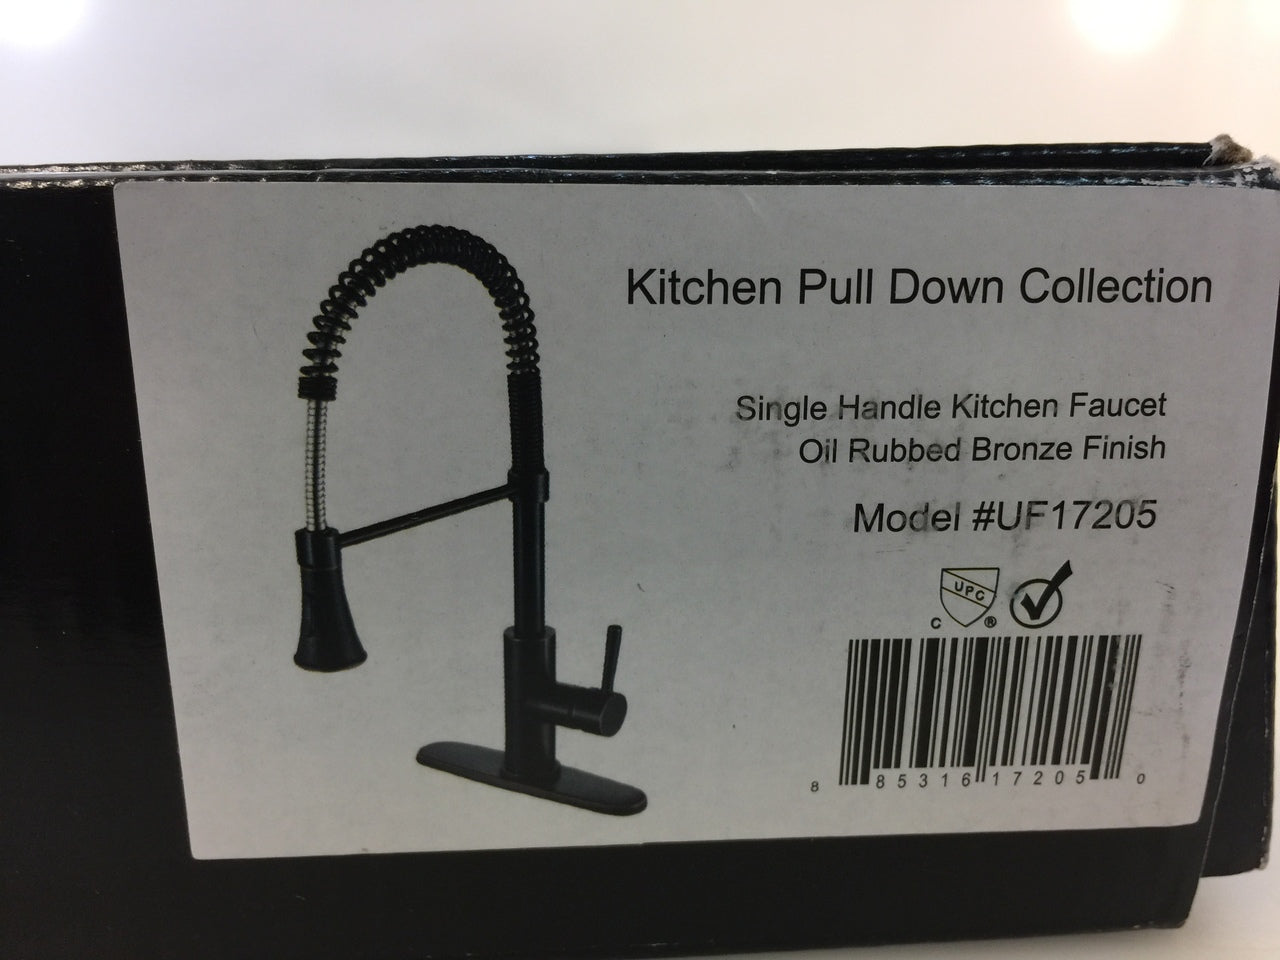 Kitchen Pull Down Collection
Single Handle Kitchen Faucet
Oil Rubbed Bronze Finish
Model #UF17205
UPC
C ®
8 85316 17205 0